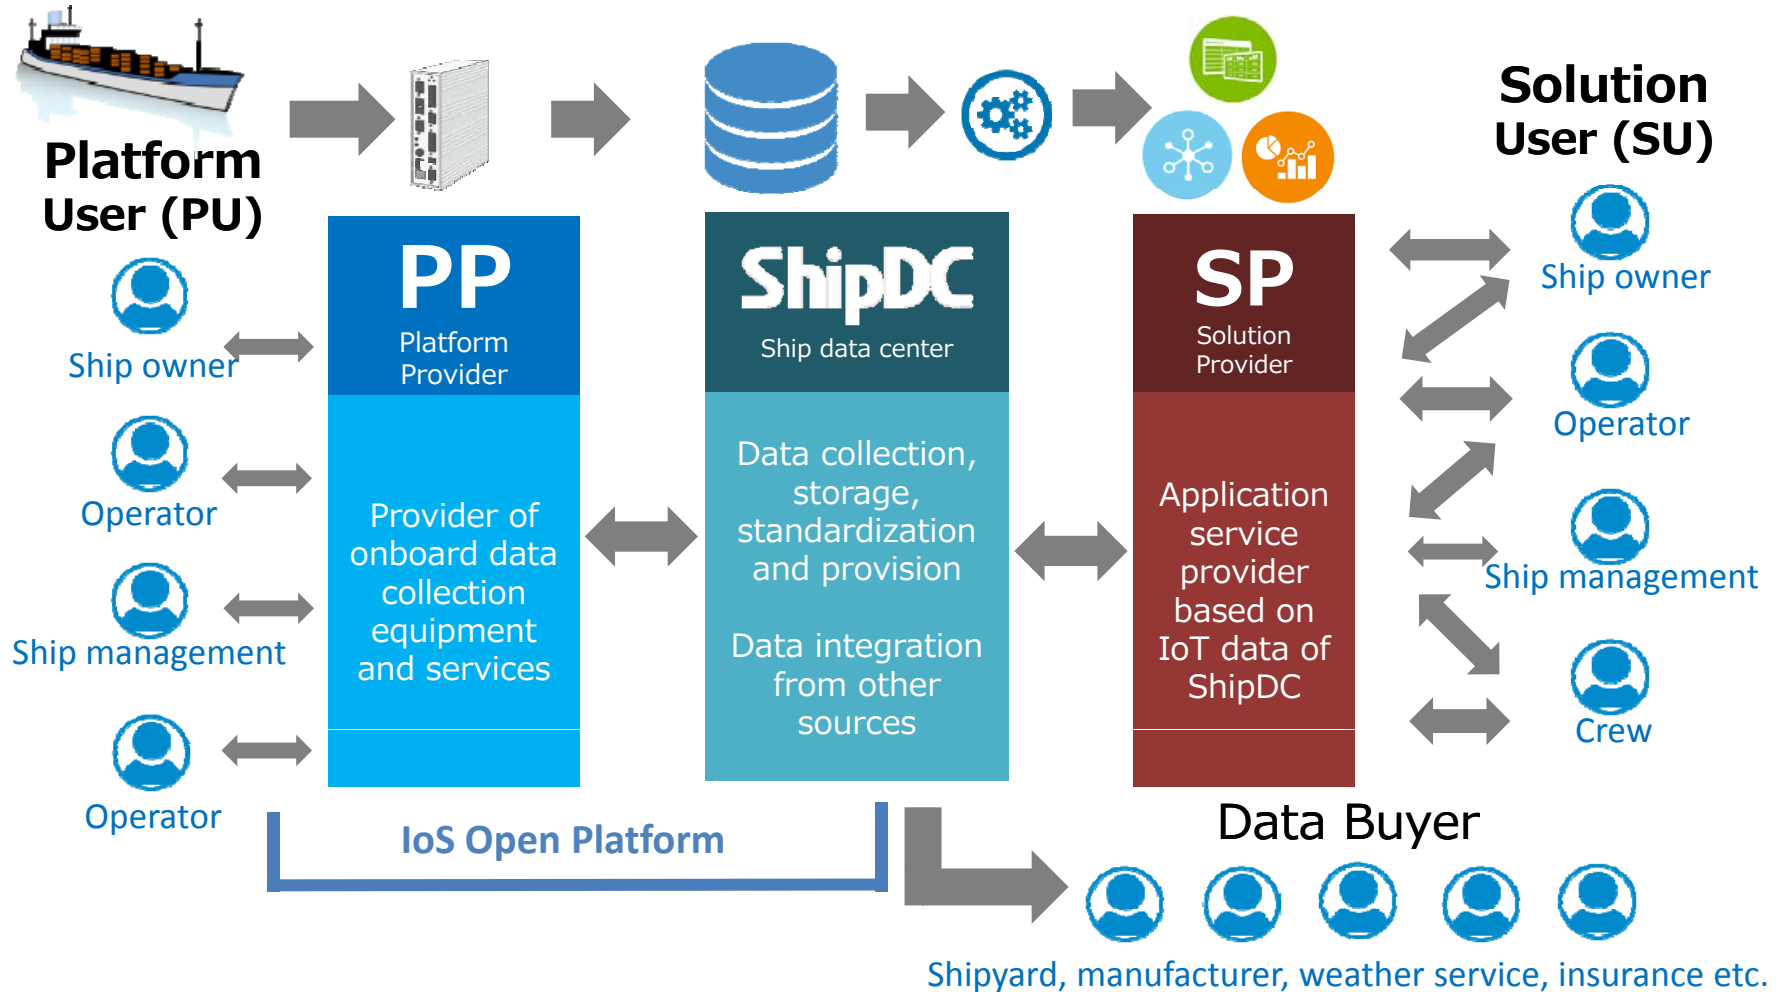 Platform
User (PU)
Ship owner
Operator
Ship management
Operator
PP
Platform
Provider
Provider of
onboard data
collection
equipment
and services
ShipDC
Ship data center
Data collection,
storage,
standardization
and provision
Data integration
from other
sources
SP
Solution
Provider
Application
service
provider
based on
IoT data of
ShipDC
Solution
User (SU)
Ship owner
Operator
Ship management
Crew
IoS Open Platform
Data Buyer
Shipyard, manufacturer, weather service, insurance etc.